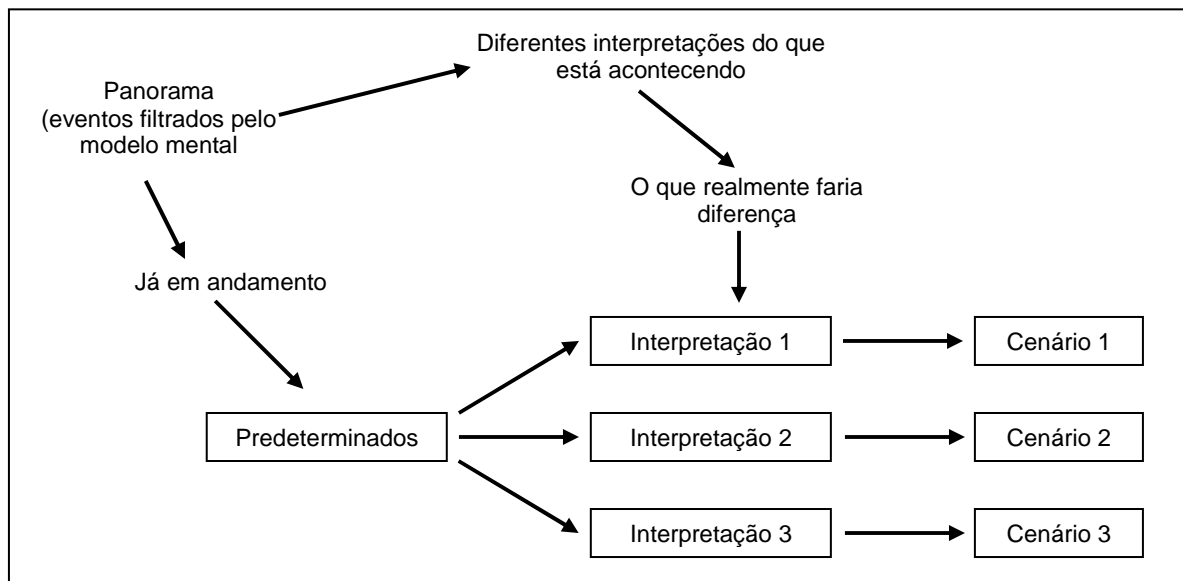 Diferentes interpretações do que
está acontecendo
Panorama
(eventos filtrados pelo
modelo mental
O que realmente faria
diferença
Já em andamento
Interpretação 1
Cenário 1
Predeterminados
Interpretação 2
Cenário 2
Interpretação 3
Cenário 3